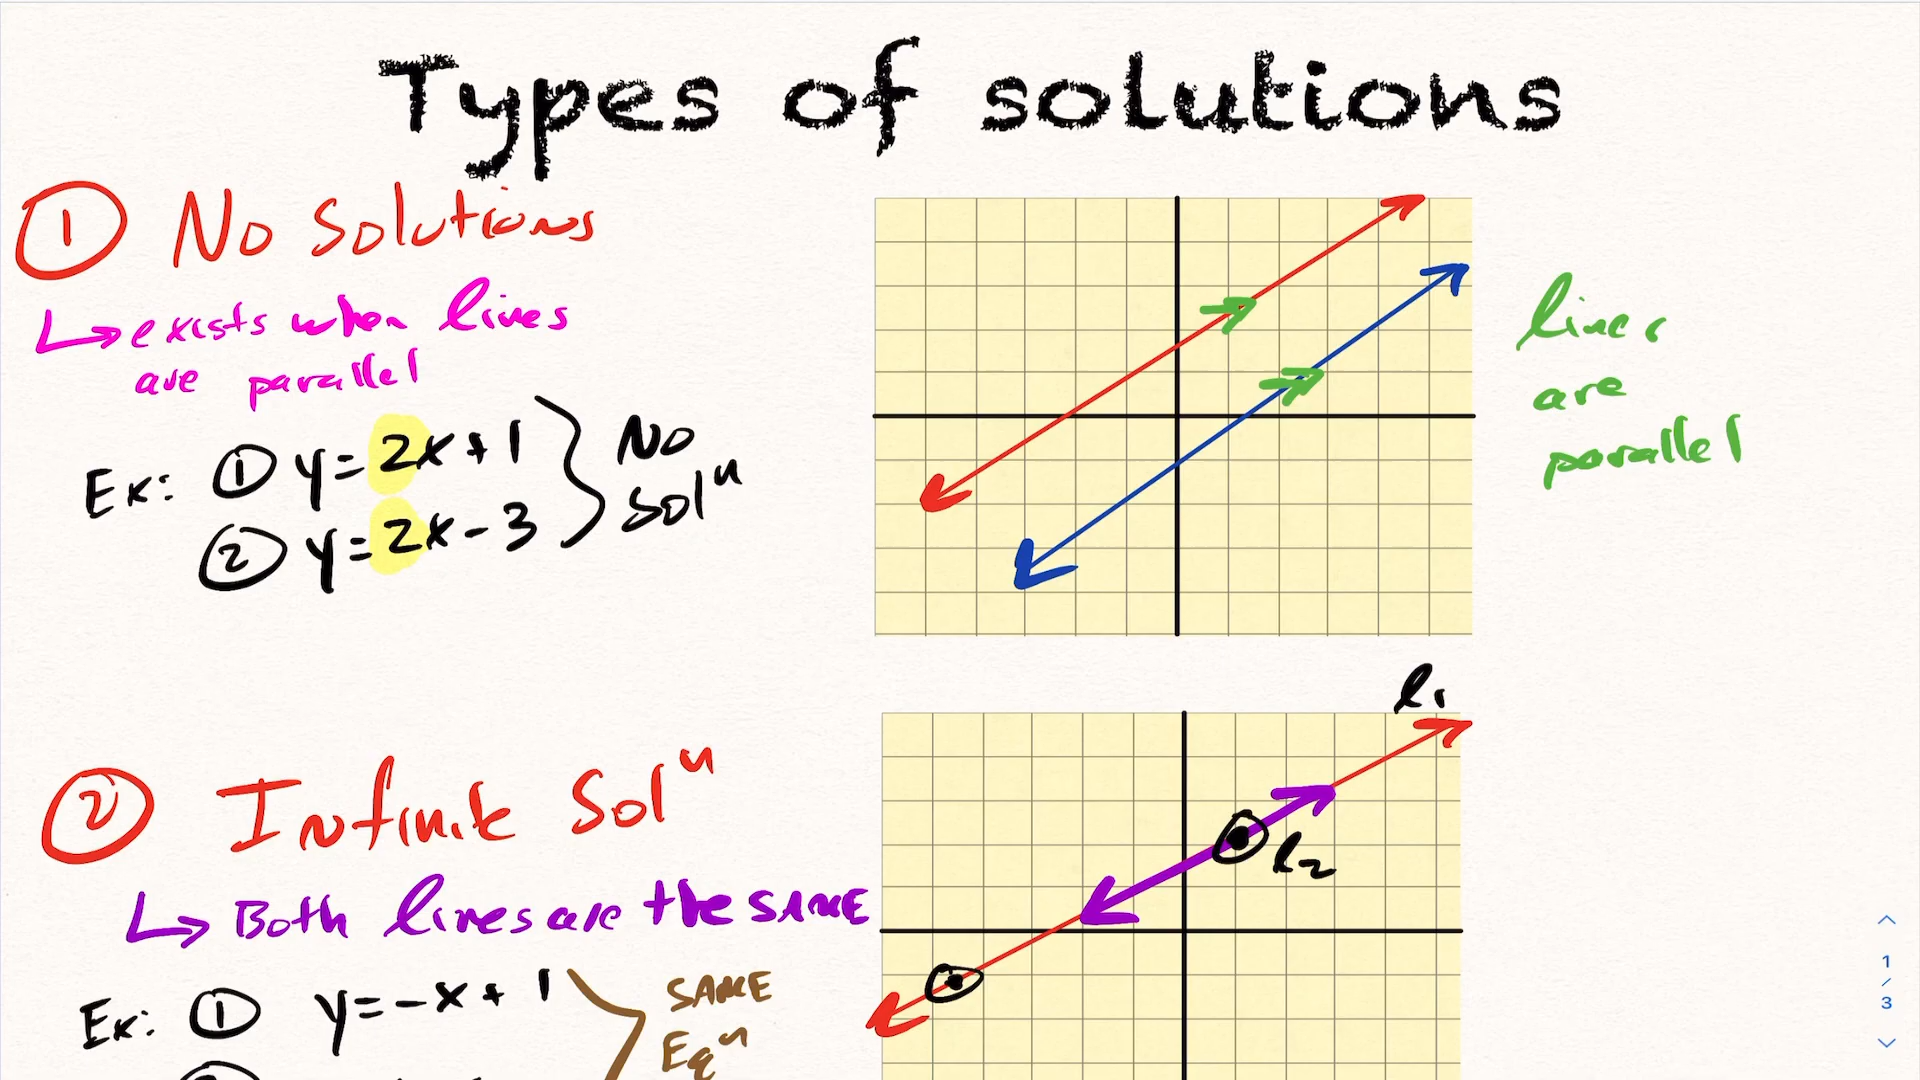 Types of solutions
① No Solutions
↳ exists when lines
are parallel
Ex: ① y = 2x + 1 } No
② y = 2x - 3 } Solⁿ
lines
are
parallel
l₁
② Infinite Solⁿ
l₂
↳ Both lines are the SAME
Ex: ① y = -x + 1
SAME
Eqⁿ
1
/
3